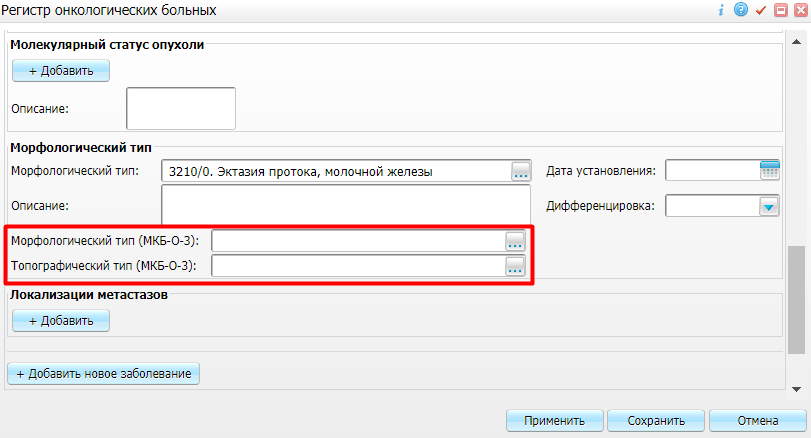 Регистр онкологических больных
Молекулярный статус опухоли
+ Добавить
Описание:
Морфологический тип
Морфологический тип: 3210/0. Эктазия протока, молочной железы ... Дата установления:
Описание: Дифференцировка:
Морфологический тип (МКБ-О-3): ...
Топографический тип (МКБ-О-3): ...
Локализации метастазов
+ Добавить
+ Добавить новое заболевание
Применить Сохранить Отмена